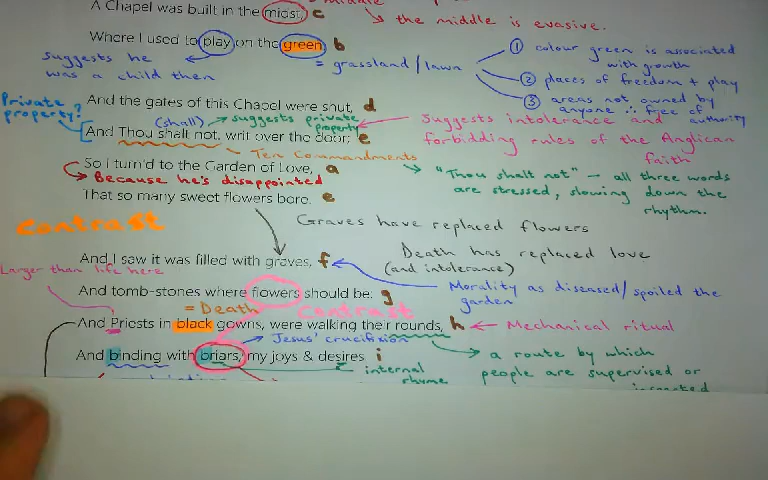 A Chapel was built in the midst, c
the middle is evasive.
Where I used to play on the green. b
suggests he was a child then
= grassland / lawn
① colour green is associated with growth
② places of freedom + play
③ areas not owned by anyone ∴ free of authority
Private property?
And the gates of this Chapel were shut, d
(shall) → suggests private property
And Thou shalt not. writ over the door; e
Suggests intolerance and forbidding rules of the Anglican faith
Ten Commandments
So I turn'd to the Garden of Love, a
Because he's disappointed
"Thou shalt not" – all three words are stressed, slowing down the rhythm.
That so many sweet flowers bore. e
Contrast
Graves have replaced flowers
And I saw it was filled with graves, f
Death has replaced love
(and intolerance)
Larger than life here
And tomb-stones where flowers should be: g
Morality as disease/ spoiled the garden
= Death
Contrast
And Priests in black gowns, were walking their rounds, h
Mechanical ritual
Jesus' crucifixion
And binding with briars, my joys & desires i
internal rhyme
a route by which people are supervised or